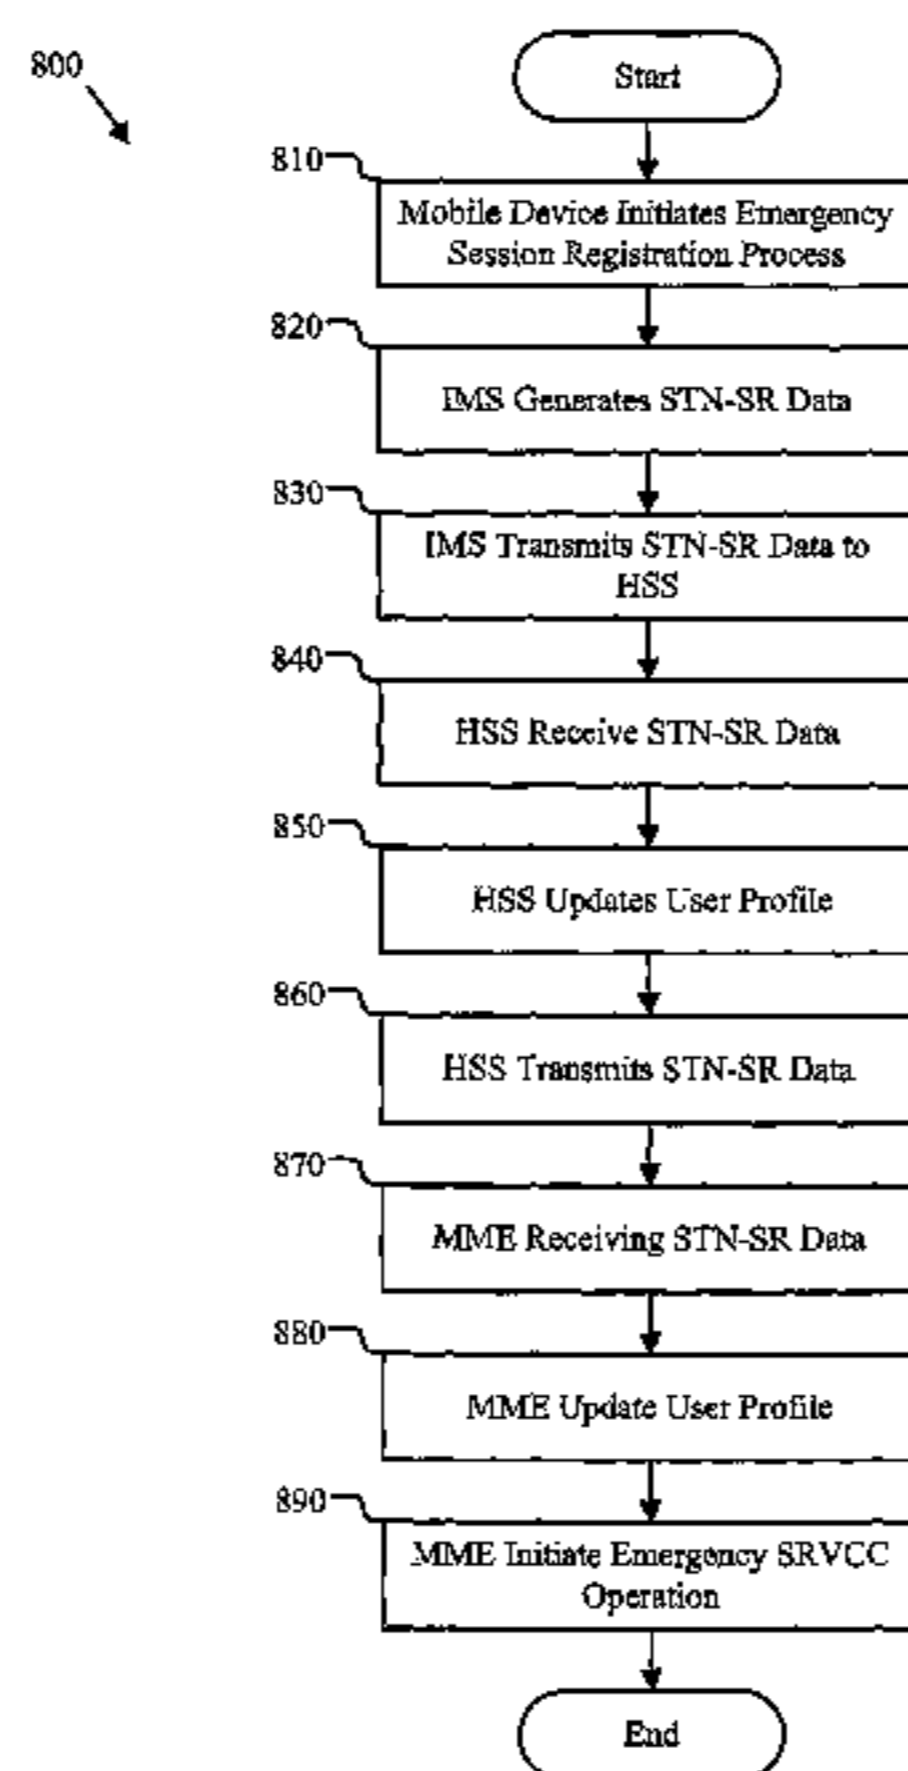 800
Start
810
Mobile Device Initiates Emergency
Session Registration Process
820
IMS Generates STN-SR Data
830
IMS Transmits STN-SR Data to
HSS
840
HSS Receive STN-SR Data
850
HSS Updates User Profile
860
HSS Transmits STN-SR Data
870
MME Receiving STN-SR Data
880
MME Update User Profile
890
MME Initiate Emergency SRVCC
Operation
End